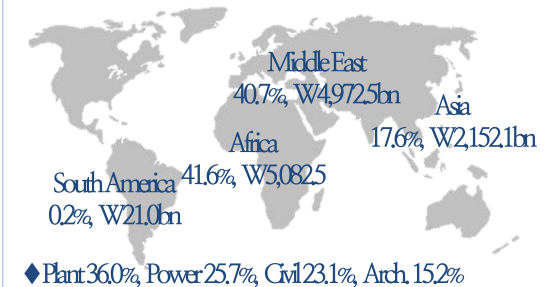 Middle East
40.7%, W4,972.5bn
Asia
17.6%, W2,152.1bn
Africa
41.6%, W5,082.5
South America
0.2%, W21.0bn
◆Plant 36.0%, Power 25.7%, Civil 23.1%, Arch. 15.2%